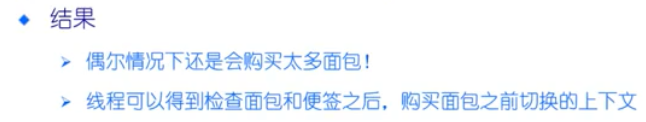 结果
偶尔情况下还是会购买太多面包！
线程可以得到检查面包和便签之后，购买面包之前切换的上下文